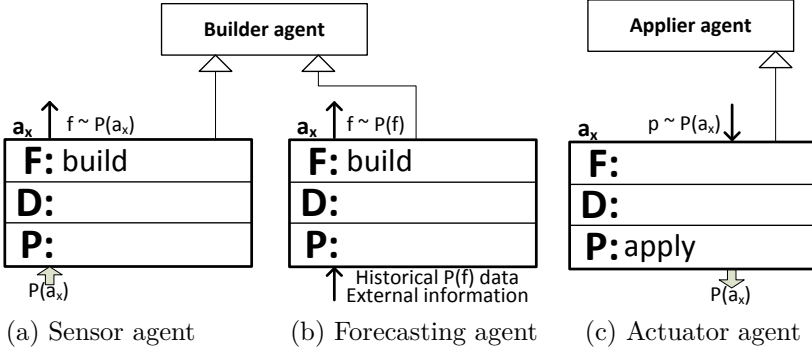 Builder agent
Applier agent
aₓ f ~ P(aₓ)
aₓ f ~ P(f)
aₓ p ~ P(aₓ)
F: build
D:
P:
F: build
D:
P:
F:
D:
P: apply
P(aₓ)
Historical P(f) data
External information
P(aₓ)
(a) Sensor agent
(b) Forecasting agent
(c) Actuator agent